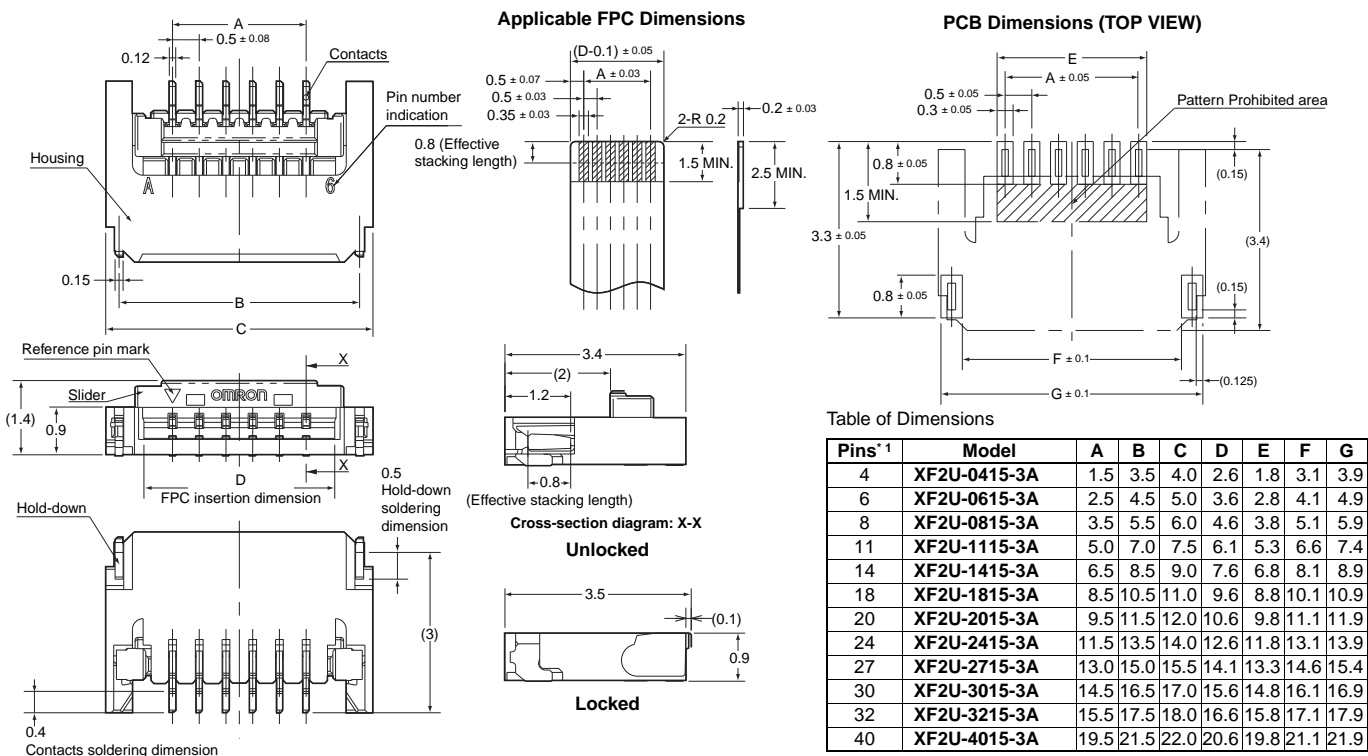 A
0.5 ± 0.08
0.12
Contacts
Pin number
indication
Housing
A
6
0.15
B
C
Reference pin mark
X
Slider
OMRON
(1.4)
0.9
X
D
FPC insertion dimension
0.5
Hold-down
soldering
dimension
Hold-down
(3)
0.4
Contacts soldering dimension
Applicable FPC Dimensions
(D-0.1) ± 0.05
0.5 ± 0.07
A ± 0.03
0.5 ± 0.03
0.35 ± 0.03
0.2 ± 0.03
2-R 0.2
0.8 (Effective
stacking length)
1.5 MIN.
2.5 MIN.
3.4
(2)
1.2
0.8
(Effective stacking length)
Cross-section diagram: X-X
Unlocked
3.5
(0.1)
0.9
Locked
PCB Dimensions (TOP VIEW)
E
A ± 0.05
0.5 ± 0.05
0.3 ± 0.05
Pattern Prohibited area
0.8 ± 0.05
(0.15)
1.5 MIN.
3.3 ± 0.05
(3.4)
0.8 ± 0.05
(0.15)
F ± 0.1
(0.125)
G ± 0.1
Table of Dimensions
Pins*1 Model A B C D E F G
4 XF2U-0415-3A 1.5 3.5 4.0 2.6 1.8 3.1 3.9
6 XF2U-0615-3A 2.5 4.5 5.0 3.6 2.8 4.1 4.9
8 XF2U-0815-3A 3.5 5.5 6.0 4.6 3.8 5.1 5.9
11 XF2U-1115-3A 5.0 7.0 7.5 6.1 5.3 6.6 7.4
14 XF2U-1415-3A 6.5 8.5 9.0 7.6 6.8 8.1 8.9
18 XF2U-1815-3A 8.5 10.5 11.0 9.6 8.8 10.1 10.9
20 XF2U-2015-3A 9.5 11.5 12.0 10.6 9.8 11.1 11.9
24 XF2U-2415-3A 11.5 13.5 14.0 12.6 11.8 13.1 13.9
27 XF2U-2715-3A 13.0 15.0 15.5 14.1 13.3 14.6 15.4
30 XF2U-3015-3A 14.5 16.5 17.0 15.6 14.8 16.1 16.9
32 XF2U-3215-3A 15.5 17.5 18.0 16.6 15.8 17.1 17.9
40 XF2U-4015-3A 19.5 21.5 22.0 20.6 19.8 21.1 21.9